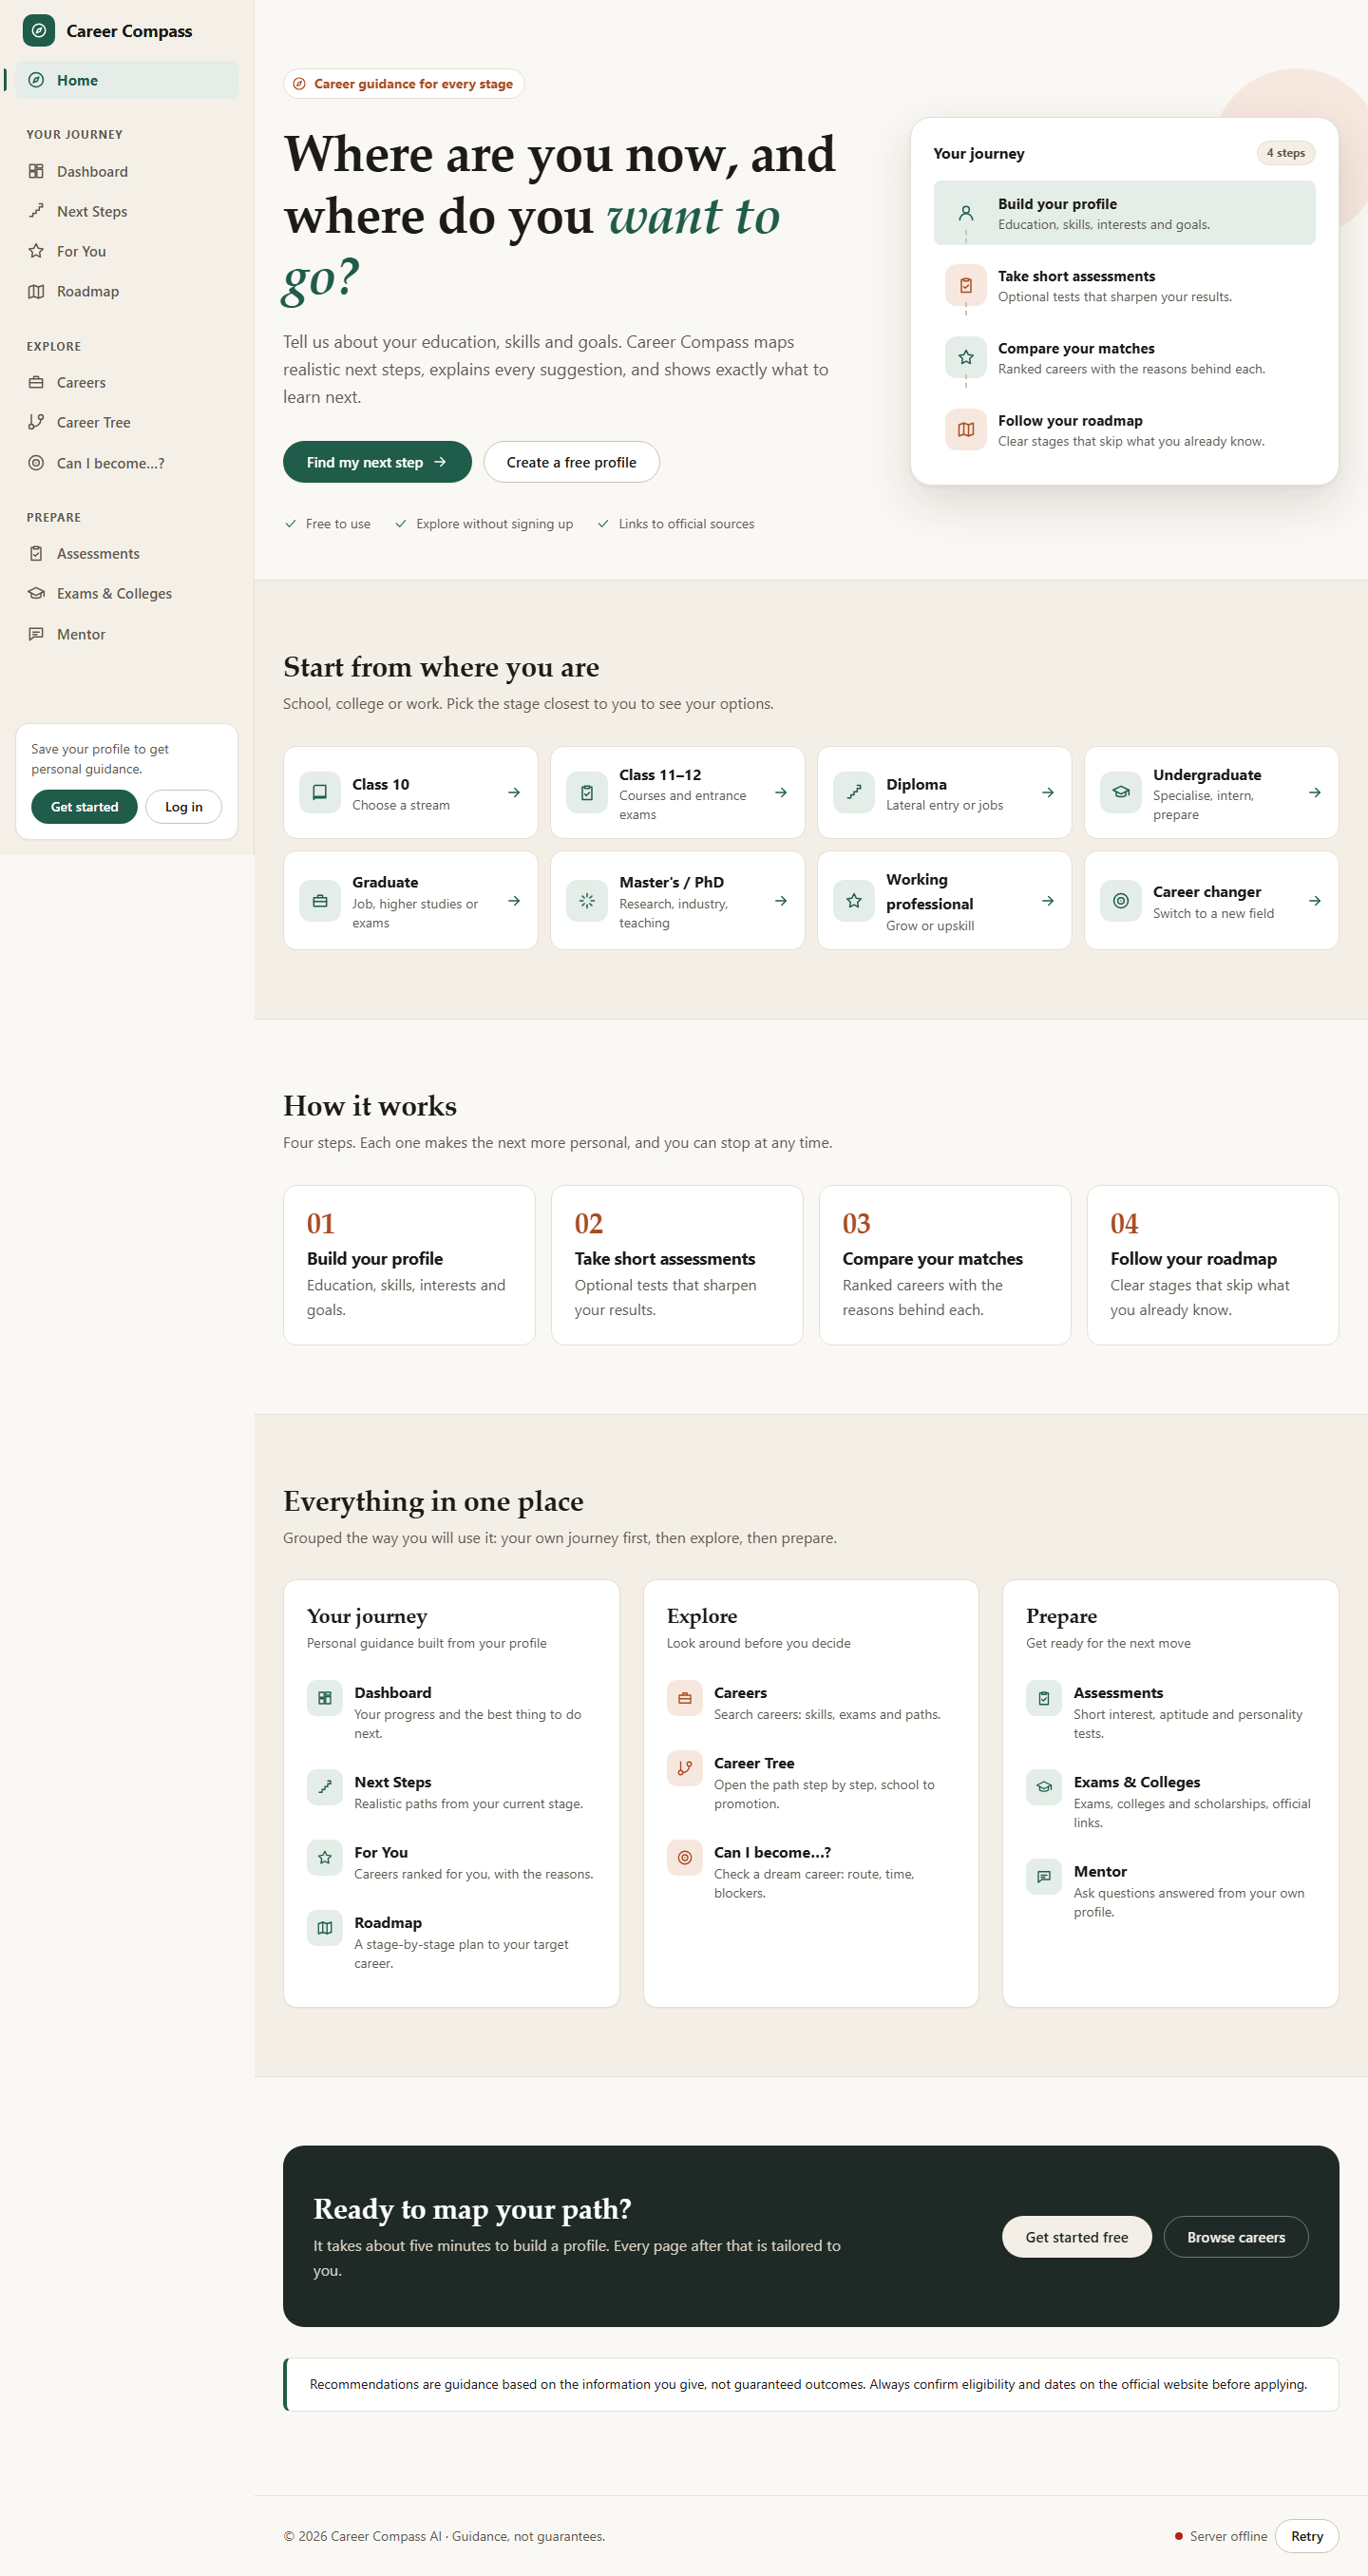 Career Compass
Home
YOUR JOURNEY
Dashboard
Next Steps
For You
Roadmap
EXPLORE
Careers
Career Tree
Can I become...?
PREPARE
Assessments
Exams & Colleges
Mentor
Save your profile to get
personal guidance.
Get started
Log in
Career guidance for every stage
Where are you now, and
where do you want to
go?
Tell us about your education, skills and goals. Career Compass maps
realistic next steps, explains every suggestion, and shows exactly what to
learn next.
Find my next step
Create a free profile
Free to use
Explore without signing up
Links to official sources
Your journey
4 steps
Build your profile
Education, skills, interests and goals.
Take short assessments
Optional tests that sharpen your results.
Compare your matches
Ranked careers with the reasons behind each.
Follow your roadmap
Clear stages that skip what you already know.
Start from where you are
School, college or work. Pick the stage closest to you to see your options.
Class 10
Choose a stream
Class 11–12
Courses and entrance
exams
Diploma
Lateral entry or jobs
Undergraduate
Specialise, intern,
prepare
Graduate
Job, higher studies or
exams
Master's / PhD
Research, industry,
teaching
Working
professional
Grow or upskill
Career changer
Switch to a new field
How it works
Four steps. Each one makes the next more personal, and you can stop at any time.
01
Build your profile
Education, skills, interests and
goals.
02
Take short assessments
Optional tests that sharpen
your results.
03
Compare your matches
Ranked careers with the
reasons behind each.
04
Follow your roadmap
Clear stages that skip what
you already know.
Everything in one place
Grouped the way you will use it: your own journey first, then explore, then prepare.
Your journey
Personal guidance built from your profile
Dashboard
Your progress and the best thing to do
next.
Next Steps
Realistic paths from your current stage.
For You
Careers ranked for you, with the reasons.
Roadmap
A stage-by-stage plan to your target
career.
Explore
Look around before you decide
Careers
Search careers: skills, exams and paths.
Career Tree
Open the path step by step, school to
promotion.
Can I become...?
Check a dream career: route, time,
blockers.
Prepare
Get ready for the next move
Assessments
Short interest, aptitude and personality
tests.
Exams & Colleges
Exams, colleges and scholarships, official
links.
Mentor
Ask questions answered from your own
profile.
Ready to map your path?
It takes about five minutes to build a profile. Every page after that is tailored to
you.
Get started free
Browse careers
Recommendations are guidance based on the information you give, not guaranteed outcomes. Always confirm eligibility and dates on the official website before applying.
© 2026 Career Compass AI · Guidance, not guarantees.
Server offline
Retry